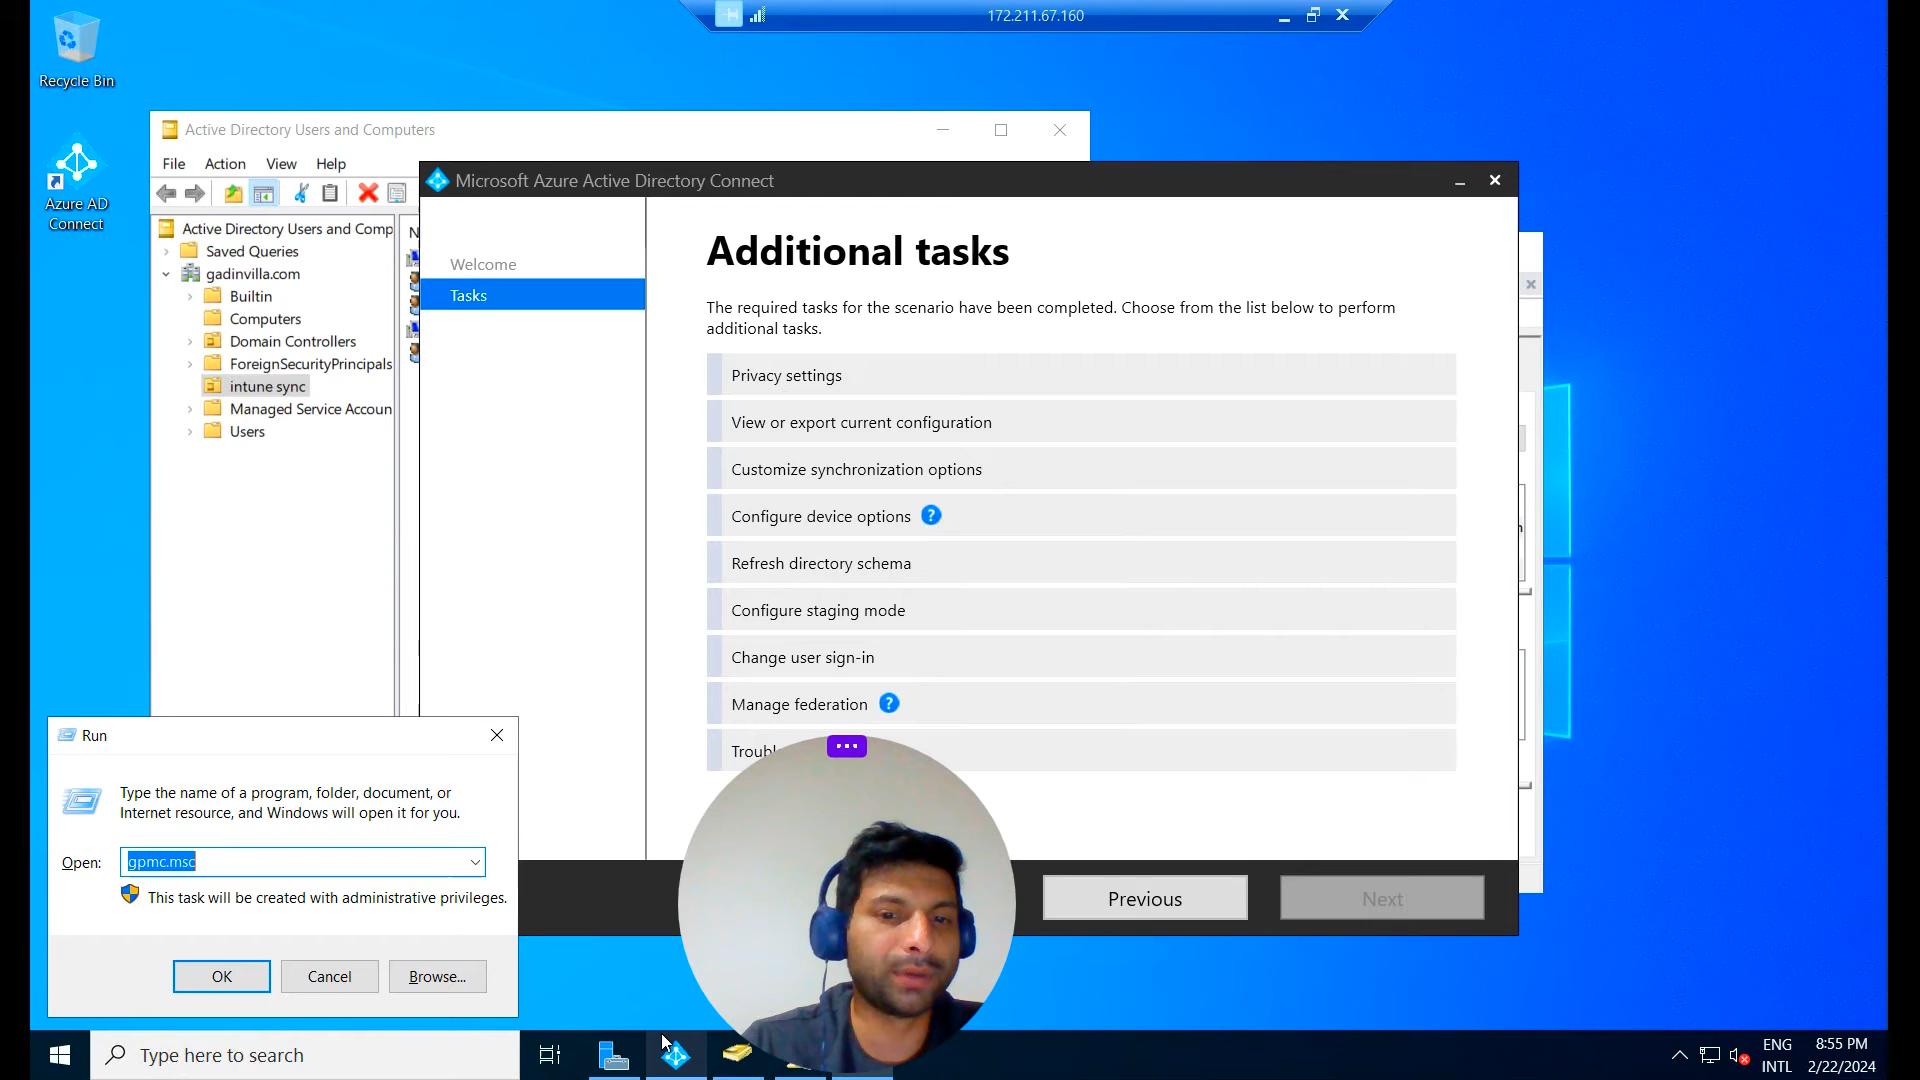 172.211.67.160
Recycle Bin
Azure AD
Connect
Active Directory Users and Computers
File Action View Help
Active Directory Users and Comp
Saved Queries
gadinvilla.com
Builtin
Computers
Domain Controllers
ForeignSecurityPrincipals
intune sync
Managed Service Accoun
Users
N
Microsoft Azure Active Directory Connect
Welcome
Tasks
Additional tasks
The required tasks for the scenario have been completed. Choose from the list below to perform
additional tasks.
Privacy settings
View or export current configuration
Customize synchronization options
Configure device options ?
Refresh directory schema
Configure staging mode
Change user sign-in
Manage federation ?
Troubl
Previous
Next
Run
Type the name of a program, folder, document, or
Internet resource, and Windows will open it for you.
Open: gpmc.msc
This task will be created with administrative privileges.
OK
Cancel
Browse...
Type here to search
ENG
INTL
8:55 PM
2/22/2024